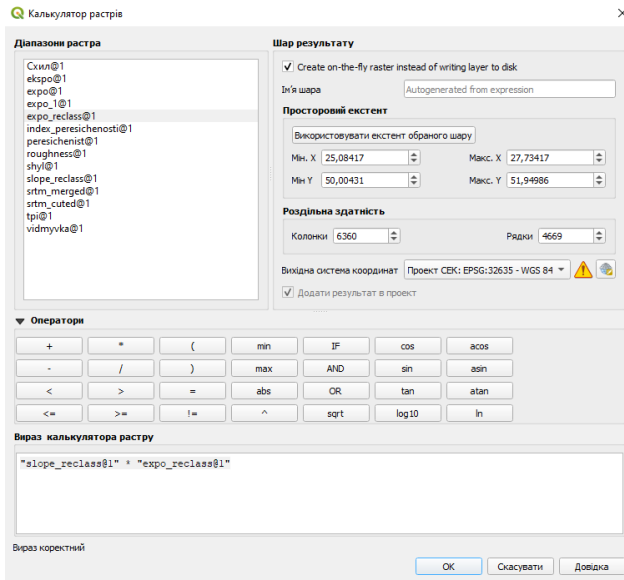 Калькулятор растрів
Діапазони растра
Схил@1
ekspo@1
expo@1
expo_1@1
expo_reclass@1
index_peresichenosti@1
peresichenist@1
roughness@1
shyl@1
slope_reclass@1
srtm_merged@1
srtm_cuted@1
tpi@1
vidmyvka@1
Шар результату
Create on-the-fly raster instead of writing layer to disk
Ім'я шара Autogenerated from expression
Просторовий екстент
Використовувати екстент обраного шару
Мін. X 25,08417 Макс. X 27,73417
Мін Y 50,00431 Макс. Y 51,94986
Роздільна здатність
Колонки 6360 Рядки 4669
Вихідна система координат Проект СЕК: EPSG:32635 - WGS 84
Додати результат в проект
Оператори
+ * ( min IF cos acos
- / ) max AND sin asin
< > = abs OR tan atan
<= >= != ^ sqrt log10 ln
Вираз калькулятора растру
"slope_reclass@1" * "expo_reclass@1"
Вираз коректний
OK Скасувати Довідка